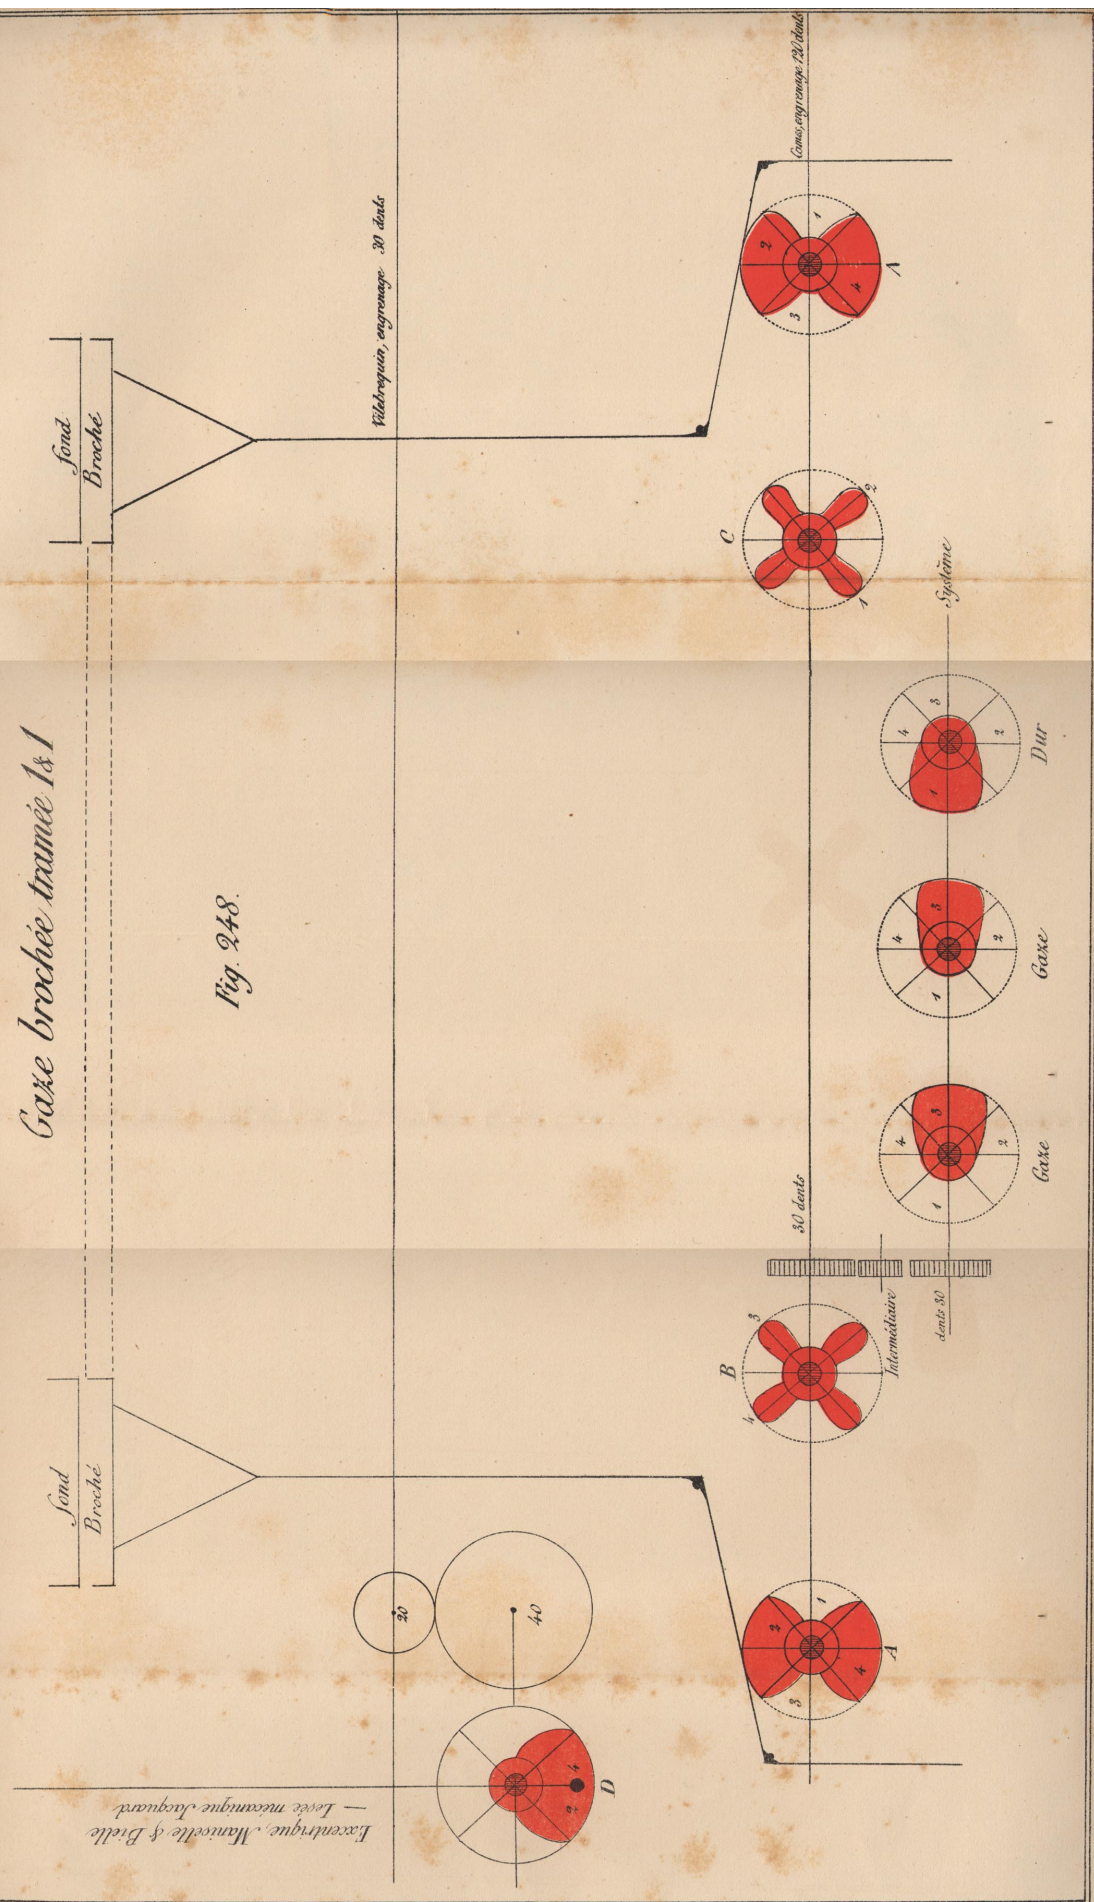 Gaze brochée tramée 1&1
Fig. 248.
fond
Broché
fond
Broché
Vilebrequin, engrenage 30 dents
Cames, engrenage 120 dents
Excentrique, Manivelle & Bielle
— Levée mécanique Jacquard
20
40
D
2
4
A
1
2
3
4
B
3
4
30 dents
Intermédiaire
dents 30
Gaze
1
2
3
4
Gaze
1
2
3
4
Dur
1
2
3
4
Système
C
1
2
A
1
2
3
4